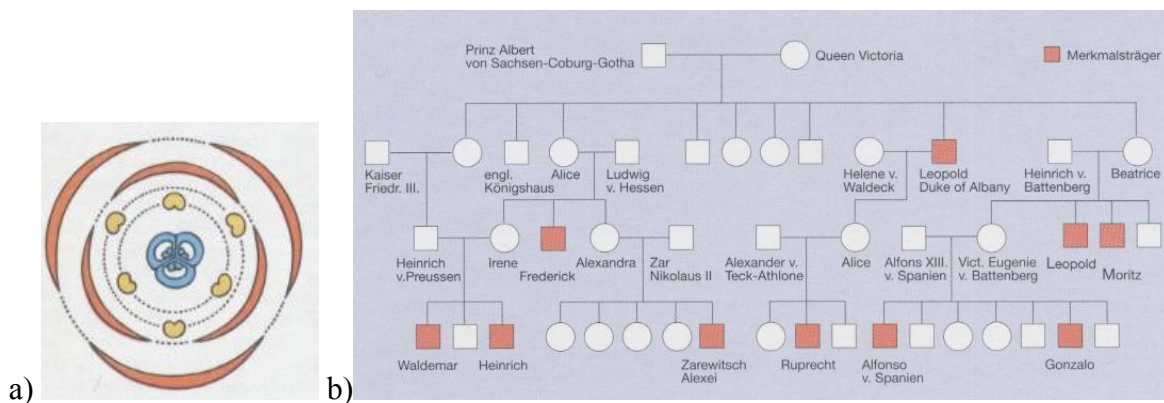 Prinz Albert
von Sachsen-Coburg-Gotha
Queen Victoria
Merkmalsträger
Kaiser
Friedr. III.
engl.
Königshaus
Alice
Ludwig
v. Hessen
Helene v.
Waldeck
Leopold
Duke of Albany
Heinrich v.
Battenberg
Beatrice
Heinrich
v.Preussen
Irene
Frederick
Alexandra
Zar
Nikolaus II
Alexander v.
Teck-Athlone
Alice
Alfons XIII.
v. Spanien
Vict. Eugenie
v. Battenberg
Leopold
Moritz
Waldemar
Heinrich
Zarewitsch
Alexei
Ruprecht
Alfonso
v. Spanien
Gonzalo
a) b)